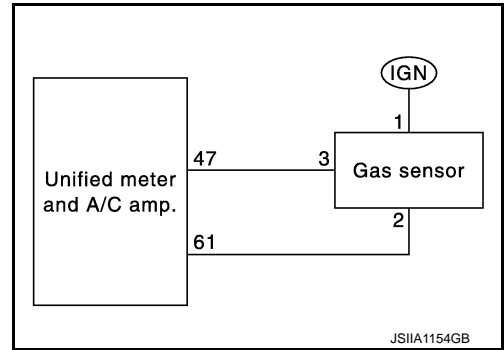 IGN
1
47
3
Gas sensor
Unified meter
and A/C amp.
2
61
JSIIA1154GB